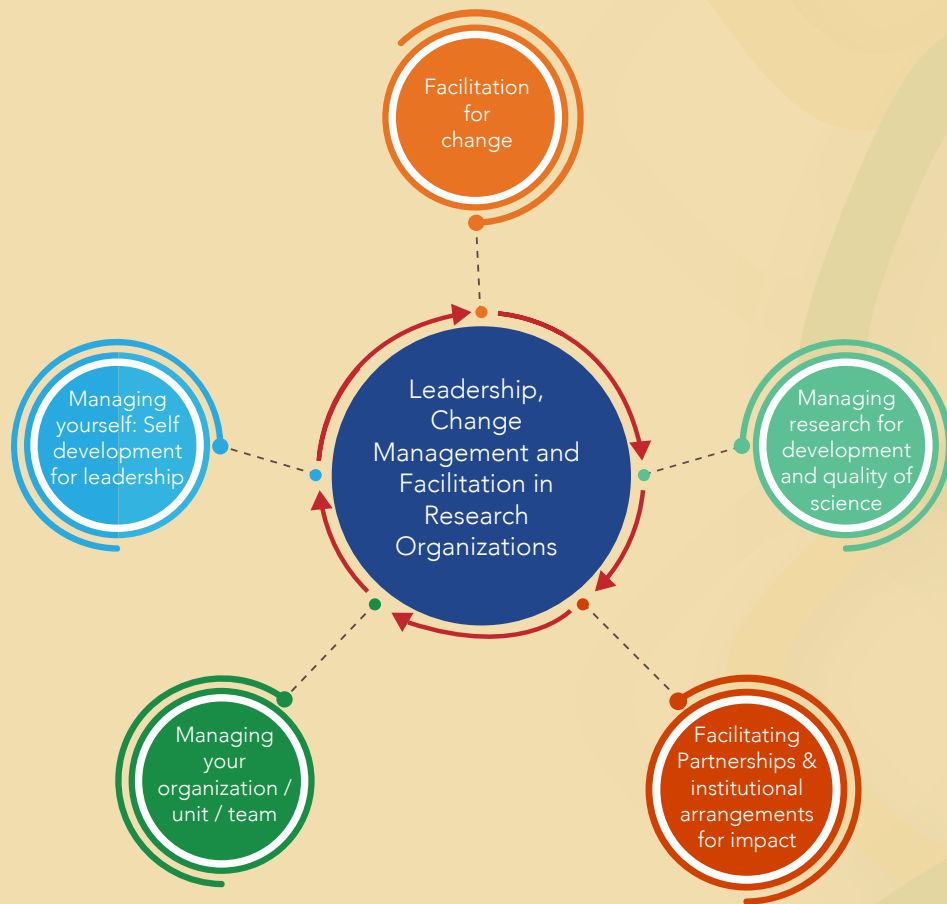 Facilitation
for
change
Managing
yourself: Self
development
for leadership
Leadership,
Change
Management and
Facilitation in
Research
Organizations
Managing
research for
development
and quality of
science
Managing
your
organization /
unit / team
Facilitating
Partnerships &
institutional
arrangements
for impact